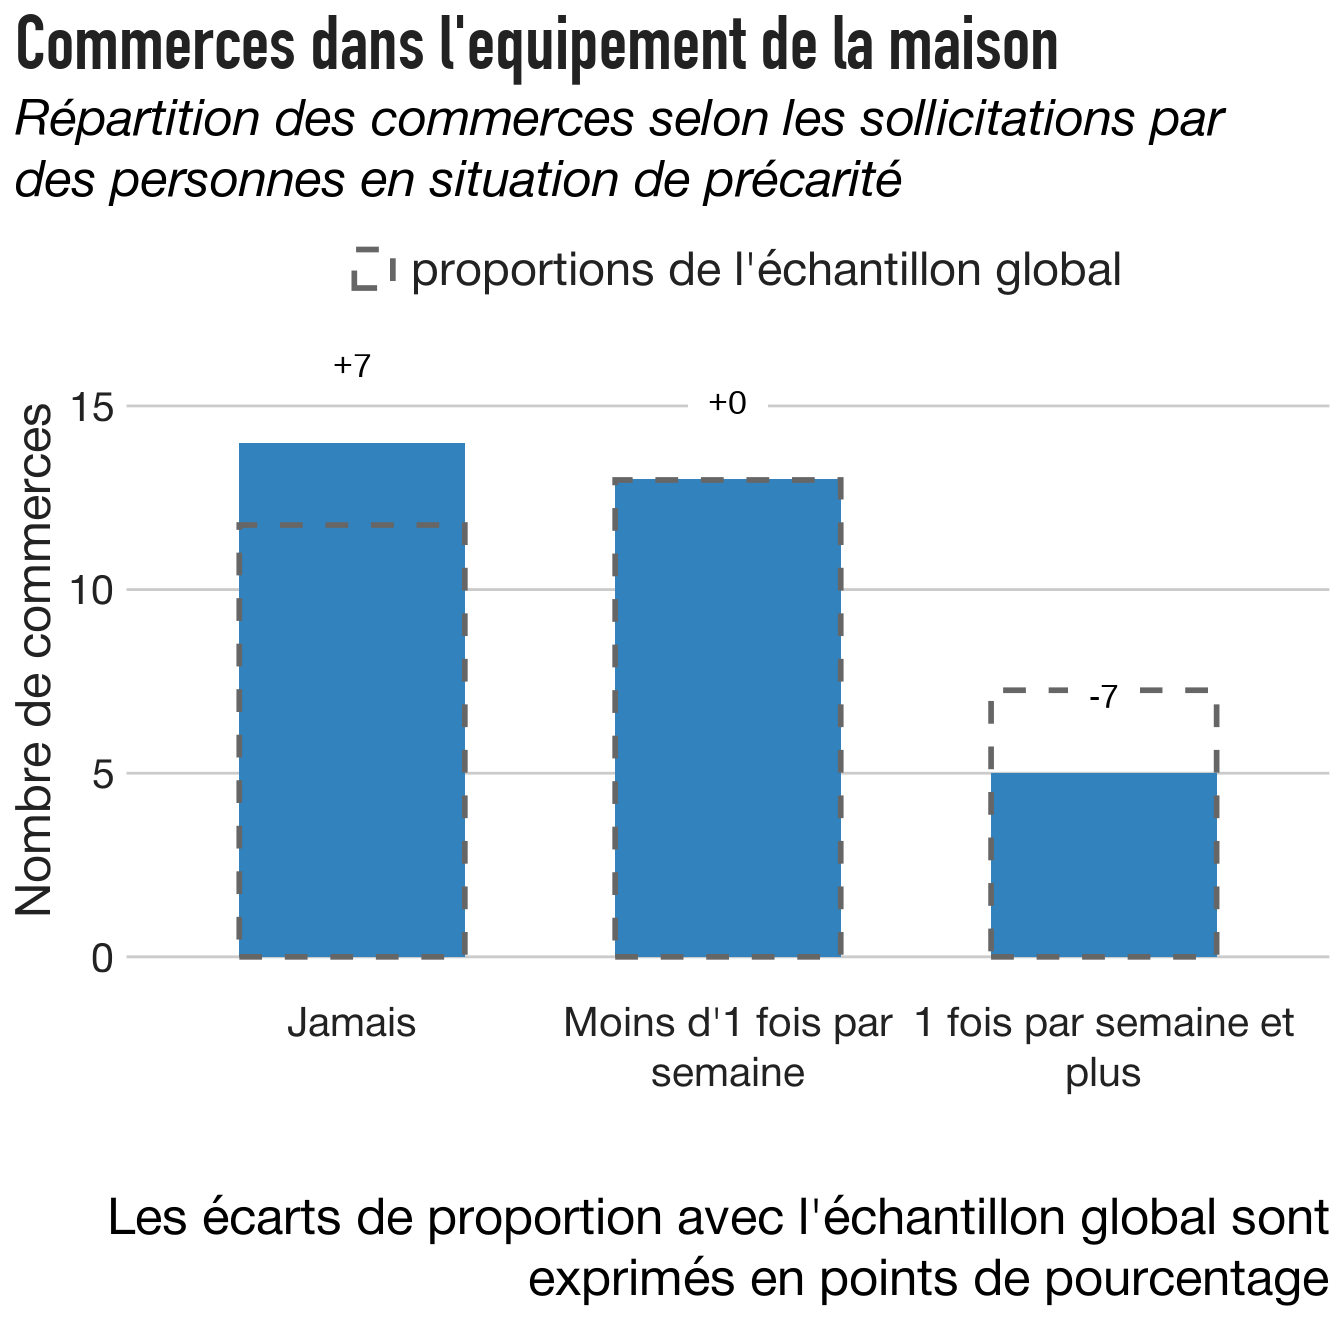 Commerces dans l'equipement de la maison
Répartition des commerces selon les sollicitations par
des personnes en situation de précarité
proportions de l'échantillon global
Nombre de commerces
15
10
5
0
+7
+0
-7
Jamais
Moins d'1 fois par
semaine
1 fois par semaine et
plus
Les écarts de proportion avec l'échantillon global sont
exprimés en points de pourcentage